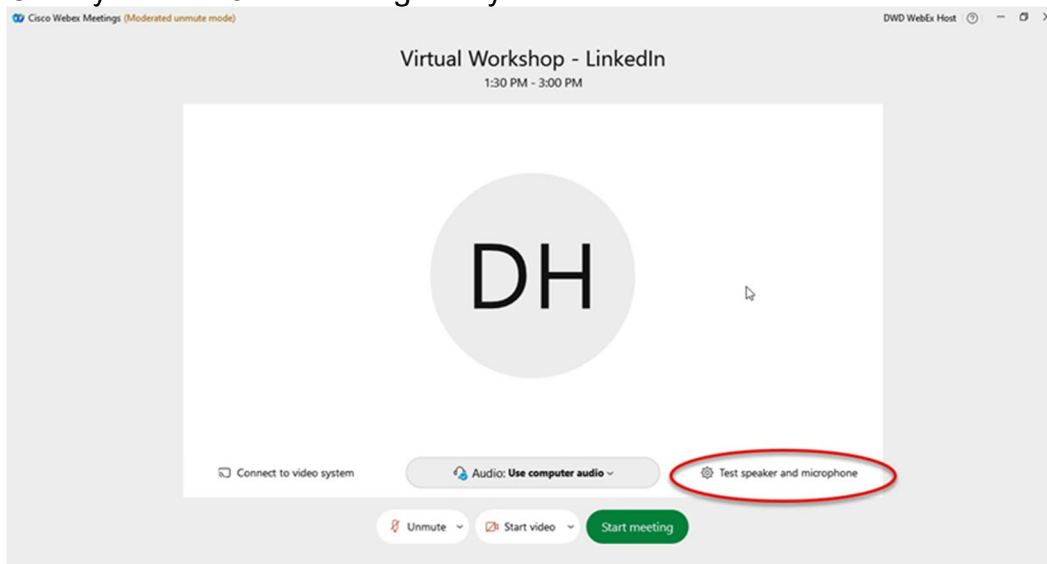 Cisco Webex Meetings (Moderated unmute mode) DWD WebEx Host
Virtual Workshop - LinkedIn
1:30 PM - 3:00 PM
DH
Connect to video system Audio: Use computer audio Test speaker and microphone
Unmute Start video Start meeting